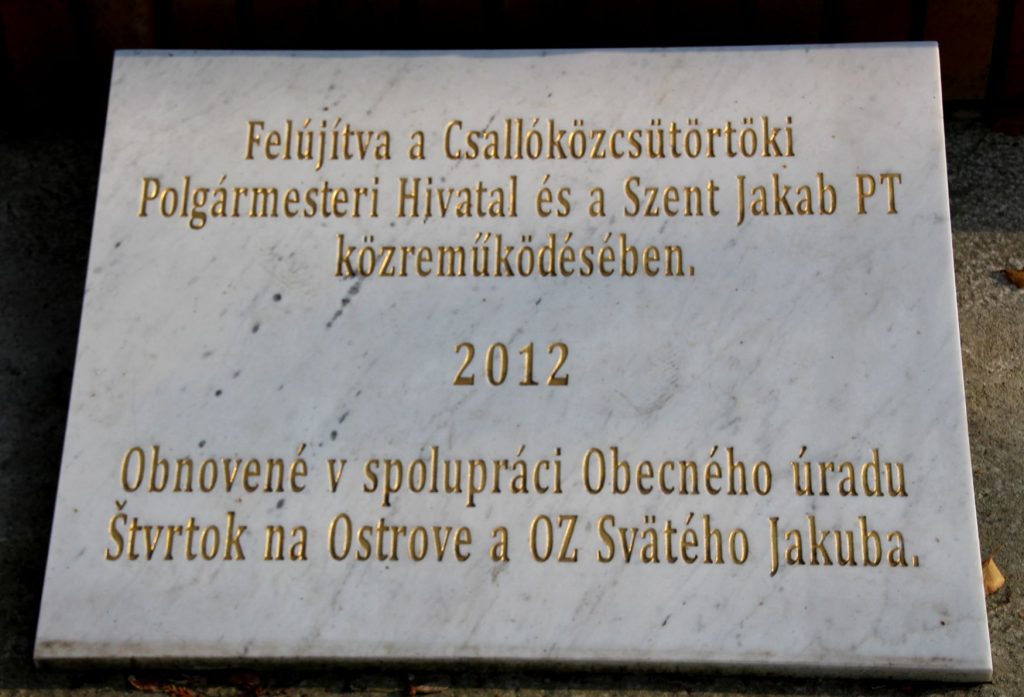 Felújítva a Csallóközcsütörtöki
Polgármesteri Hivatal és a Szent Jakab PT
közreműködésében.
2012
Obnovené v spolupráci Obecného úradu
Štvrtok na Ostrove a OZ Svätého Jakuba.